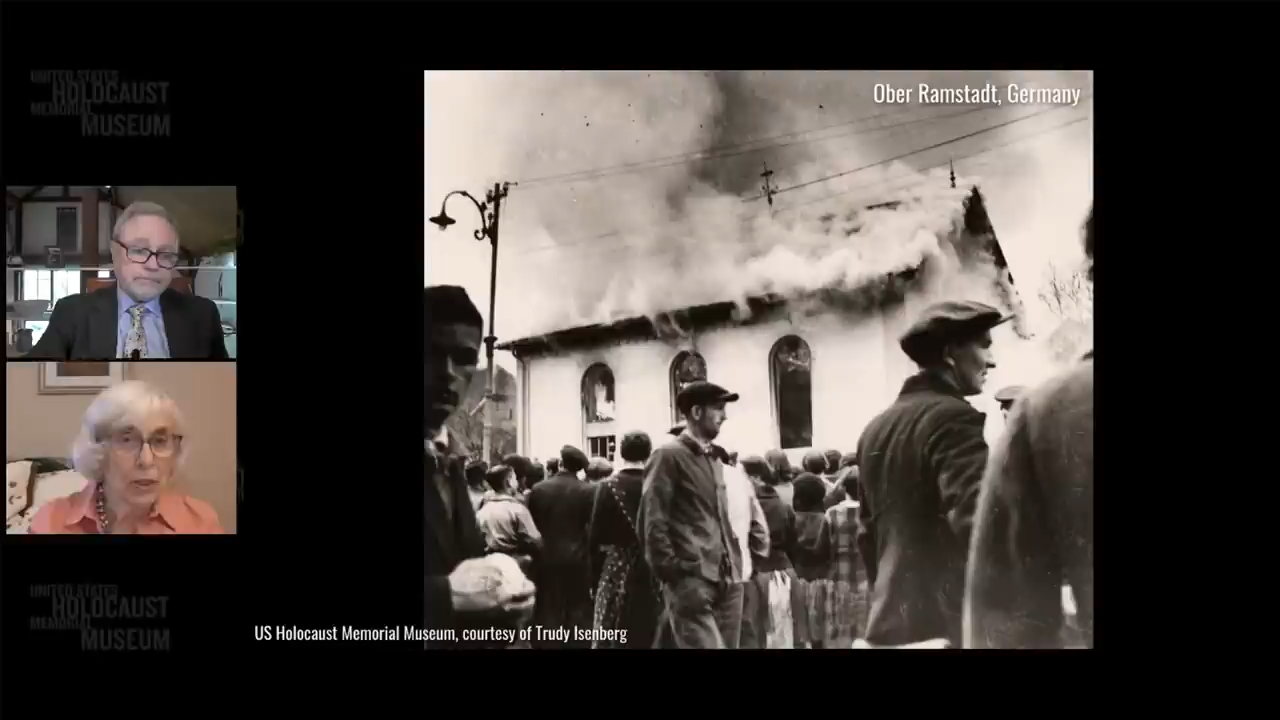 UNITED STATES
HOLOCAUST
MEMORIAL
MUSEUM
Ober Ramstadt, Germany
UNITED STATES
HOLOCAUST
MEMORIAL
MUSEUM
US Holocaust Memorial Museum, courtesy of Trudy Isenberg